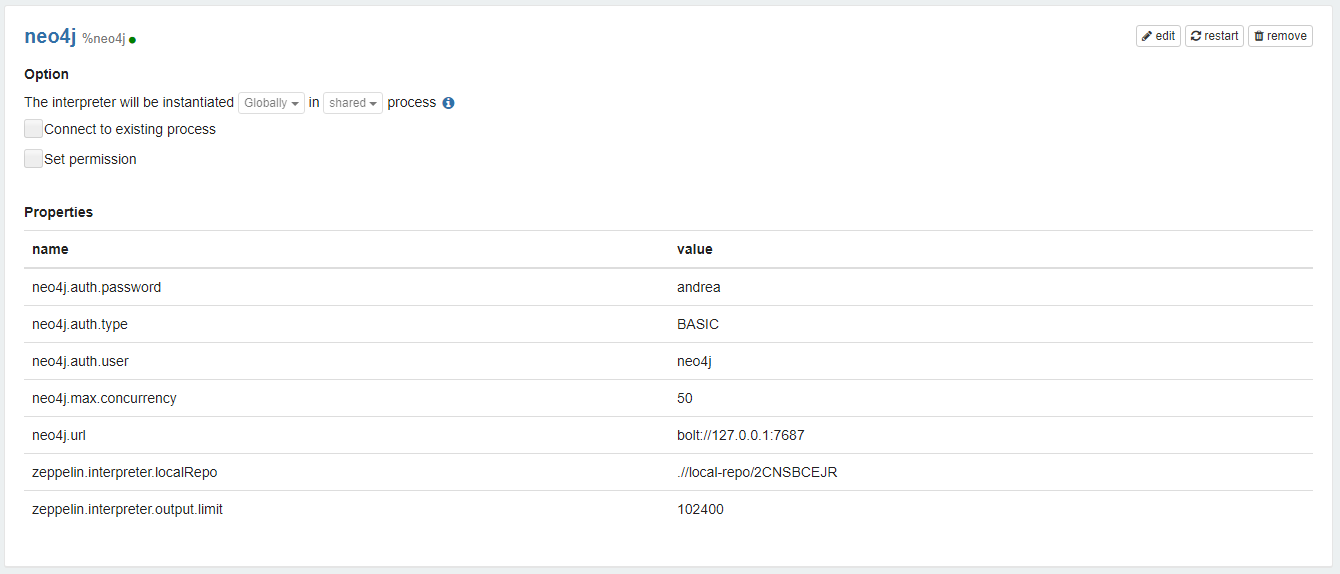 neo4j %neo4j
edit restart remove
Option
The interpreter will be instantiated Globally in shared process
Connect to existing process
Set permission
Properties
name value
neo4j.auth.password andrea
neo4j.auth.type BASIC
neo4j.auth.user neo4j
neo4j.max.concurrency 50
neo4j.url bolt://127.0.0.1:7687
zeppelin.interpreter.localRepo .//local-repo/2CNSBCEJR
zeppelin.interpreter.output.limit 102400